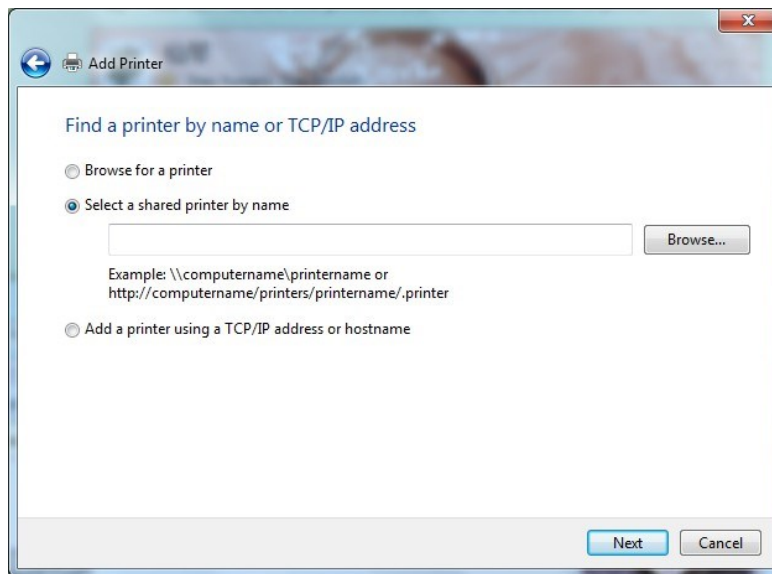 Add Printer
Find a printer by name or TCP/IP address
Browse for a printer
Select a shared printer by name
Browse...
Example: \\computername\printername or
http://computername/printers/printername/.printer
Add a printer using a TCP/IP address or hostname
Next
Cancel